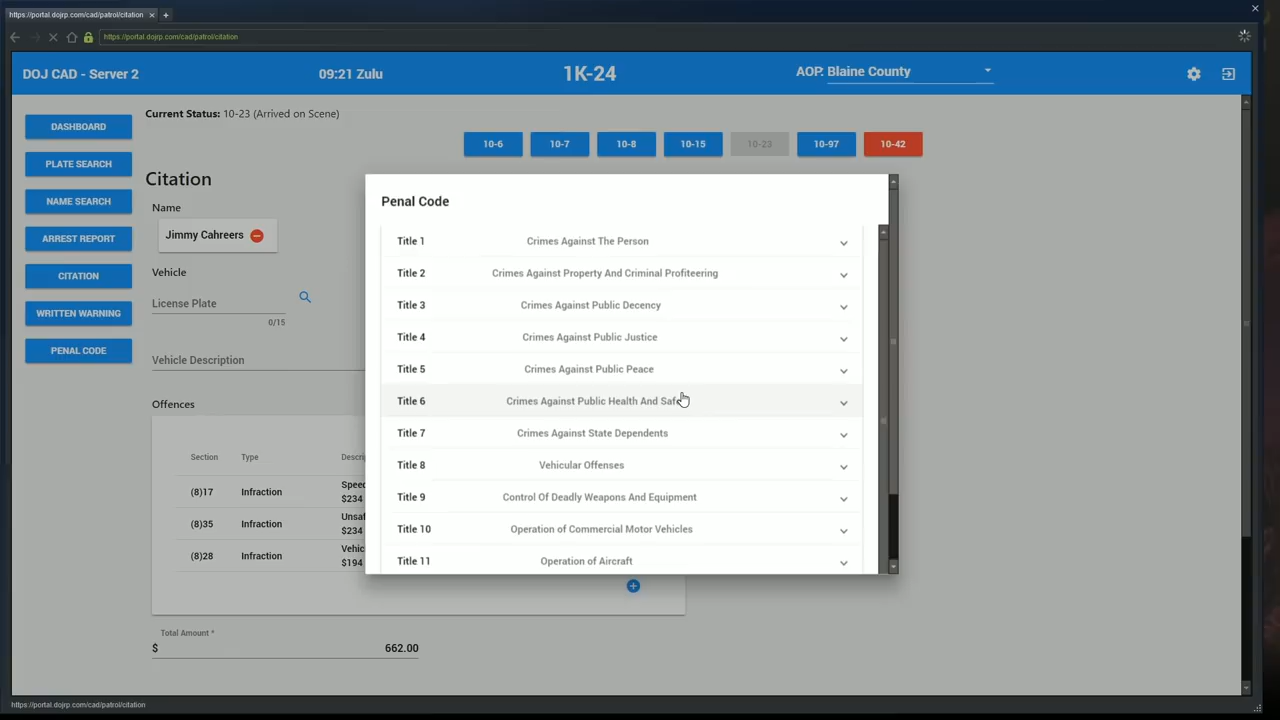 https://portal.dojrp.com/cad/patrol/citation
https://portal.dojrp.com/cad/patrol/citation
DOJ CAD - Server 2
09:21 Zulu
1K-24
AOP: Blaine County
Current Status: 10-23 (Arrived on Scene)
DASHBOARD
PLATE SEARCH
NAME SEARCH
ARREST REPORT
CITATION
WRITTEN WARNING
PENAL CODE
10-6
10-7
10-8
10-15
10-23
10-97
10-42
Citation
Name
Jimmy Cahreers
Vehicle
License Plate
0/15
Vehicle Description
Offences
Section Type
(8)17 Infraction
$234
(8)35 Infraction
$234
(8)28 Infraction
$194
Total Amount *
$ 662.00
Penal Code
Title 1 Crimes Against The Person
Title 2 Crimes Against Property And Criminal Profiteering
Title 3 Crimes Against Public Decency
Title 4 Crimes Against Public Justice
Title 5 Crimes Against Public Peace
Title 6 Crimes Against Public Health And
Title 7 Crimes Against State Dependents
Title 8 Vehicular Offenses
Title 9 Control Of Deadly Weapons And Equipment
Title 10 Operation of Commercial Motor Vehicles
Title 11 Operation of Aircraft
https://portal.dojrp.com/cad/patrol/citation